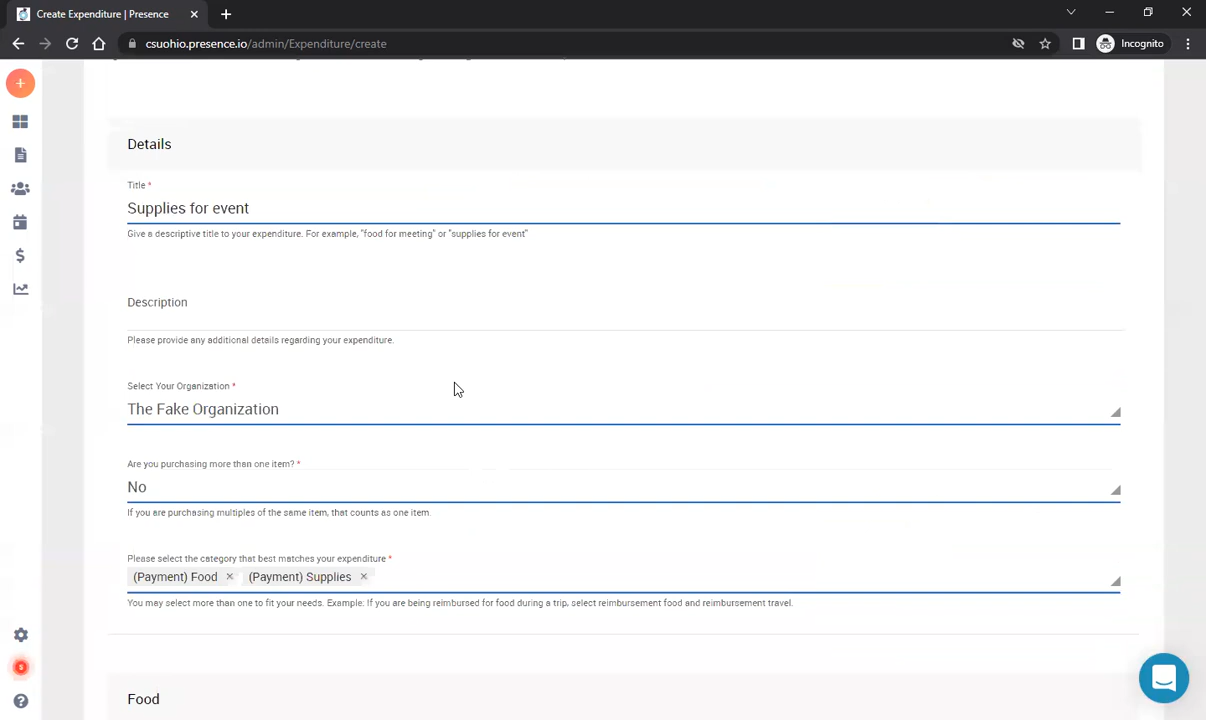 Create Expenditure | Presence
csuohio.presence.io/admin/Expenditure/create
Incognito
Details
Title *
Supplies for event
Give a descriptive title to your expenditure. For example, "food for meeting" or "supplies for event"
Description
Please provide any additional details regarding your expenditure.
Select Your Organization *
The Fake Organization
Are you purchasing more than one item? *
No
If you are purchasing multiples of the same item, that counts as one item.
Please select the category that best matches your expenditure *
(Payment) Food × (Payment) Supplies ×
You may select more than one to fit your needs. Example: If you are being reimbursed for food during a trip, select reimbursement food and reimbursement travel.
Food